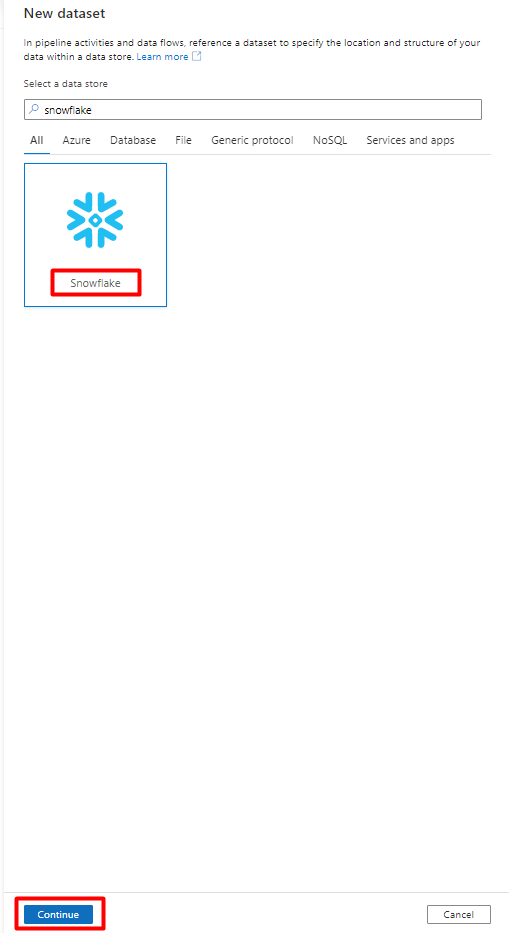 New dataset
In pipeline activities and data flows, reference a dataset to specify the location and structure of your
data within a data store. Learn more
Select a data store
snowflake
All Azure Database File Generic protocol NoSQL Services and apps
Snowflake
Continue Cancel